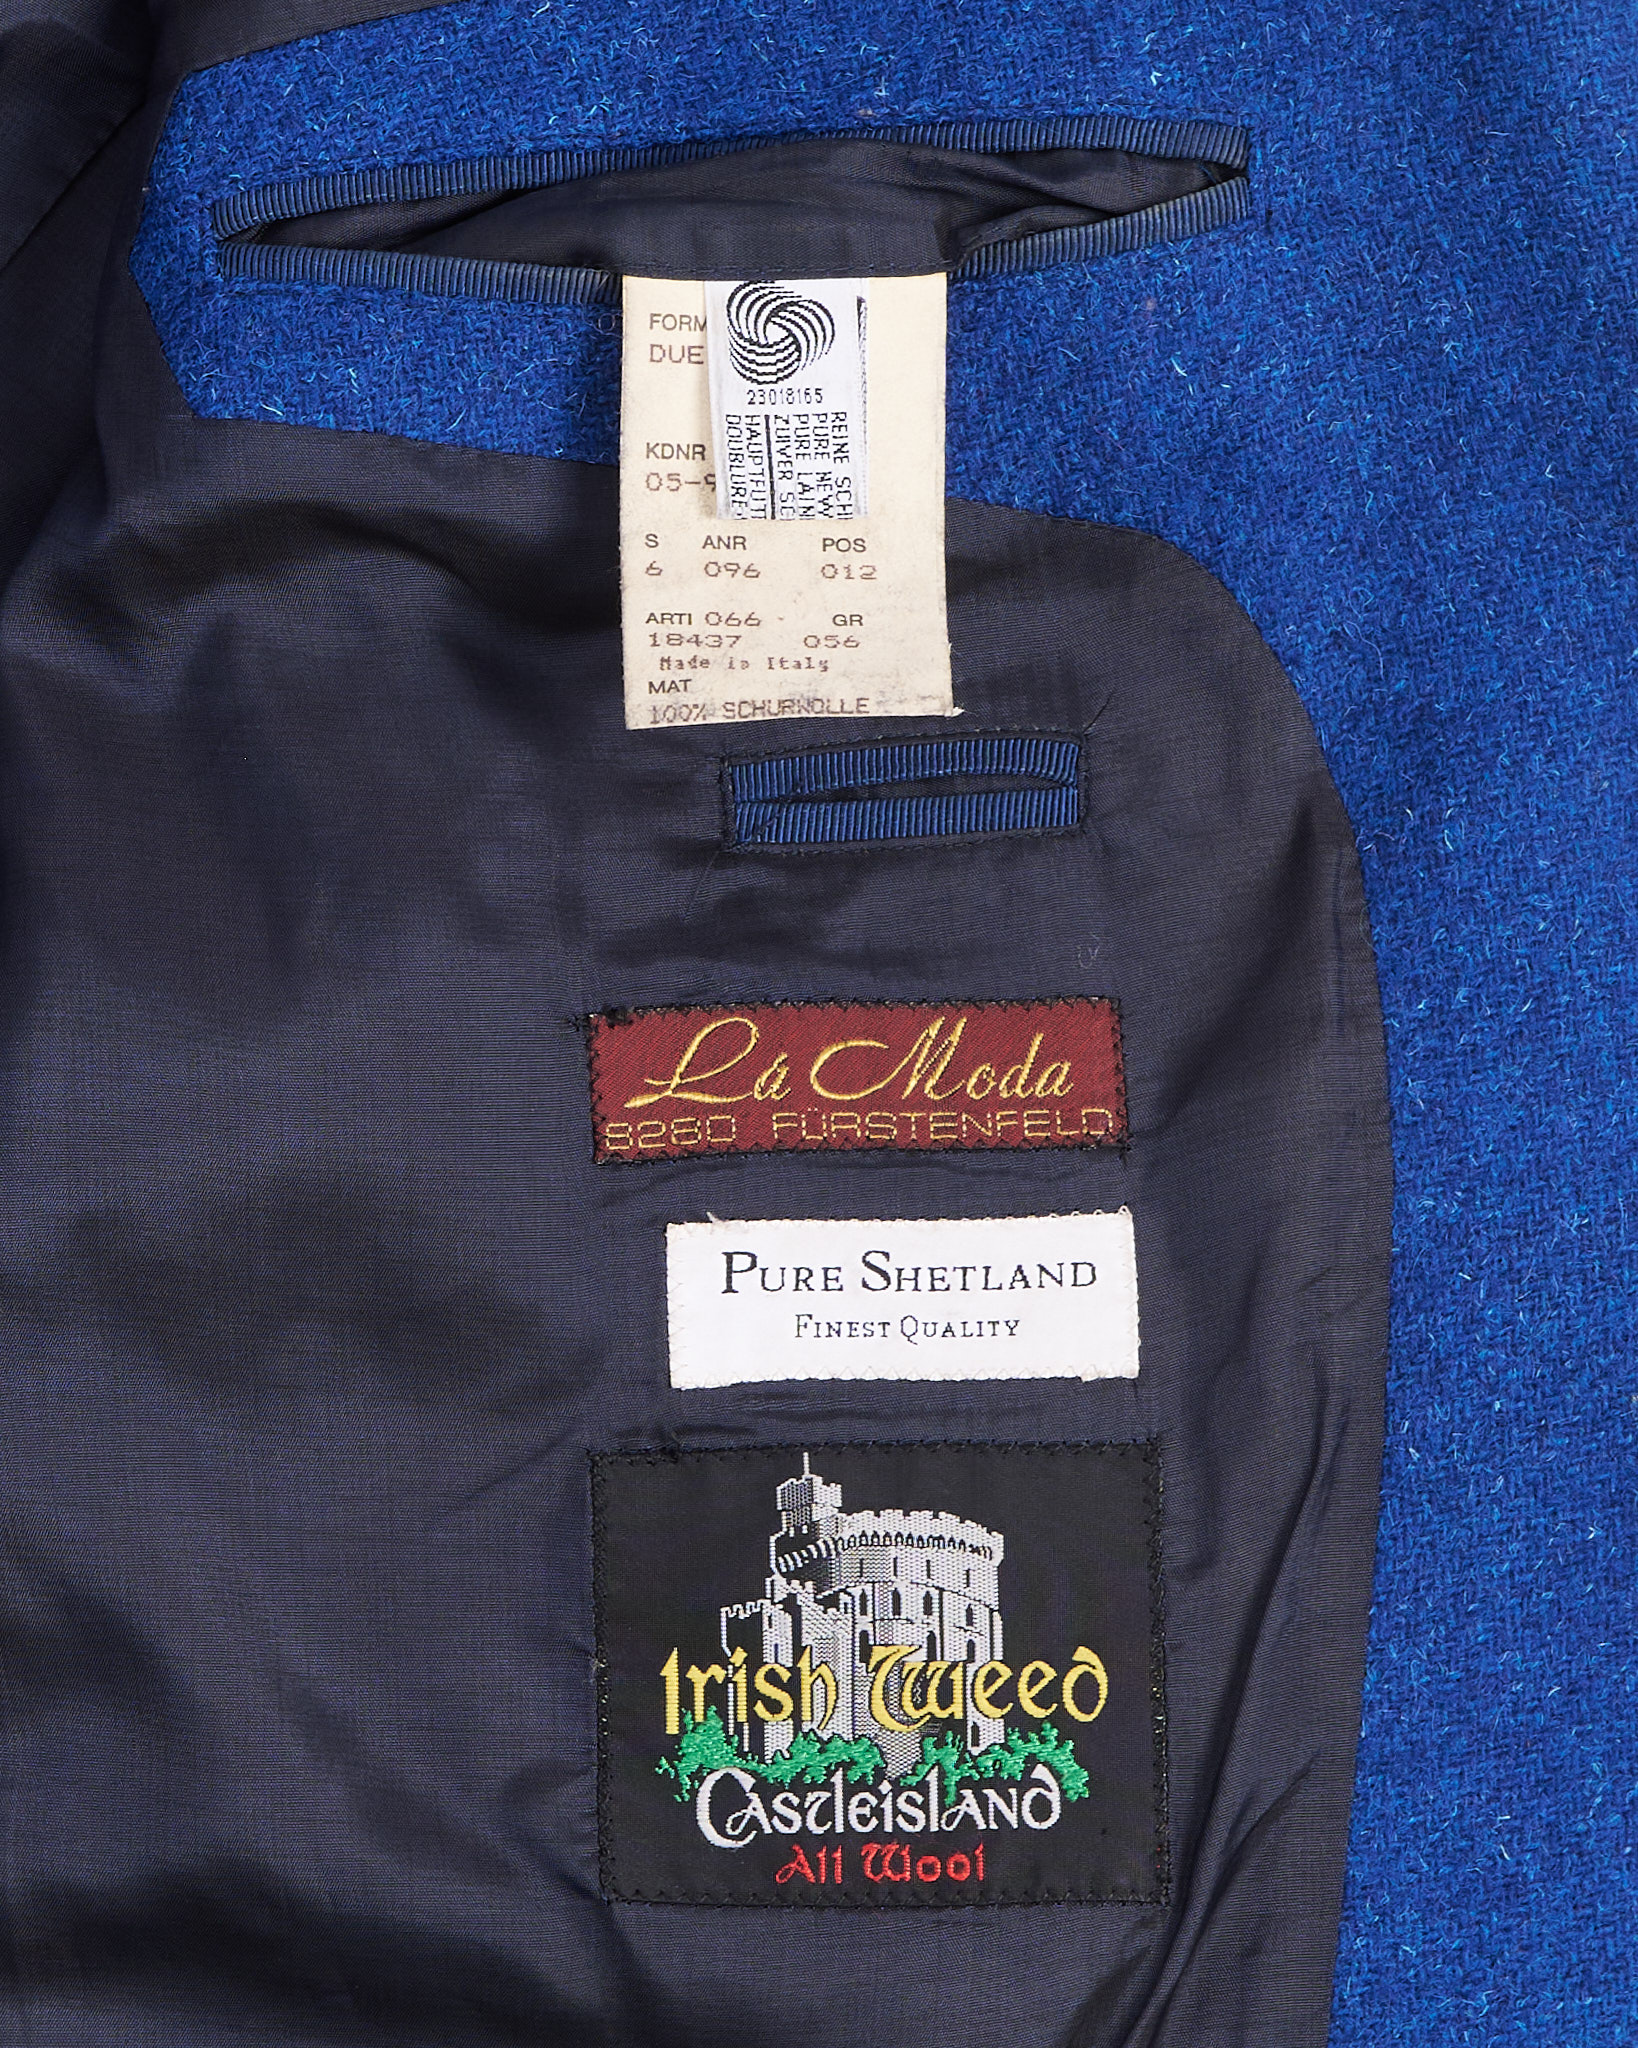 FORM
DUE
23018165
REINE SCH
PURE NEW
PURE LAIN
ZUIVER SC
HAUPTFUT
DOUBLURE
KDNR
05-9
S ANR POS
6 096 012
ARTI 066 GR
18437 056
Made in Italy
MAT
100% SCHURWOLLE
Là Moda
8280 FÜRSTENFELD
PURE SHETLAND
FINEST QUALITY
Irish Tweed
Castleisland
All Wool